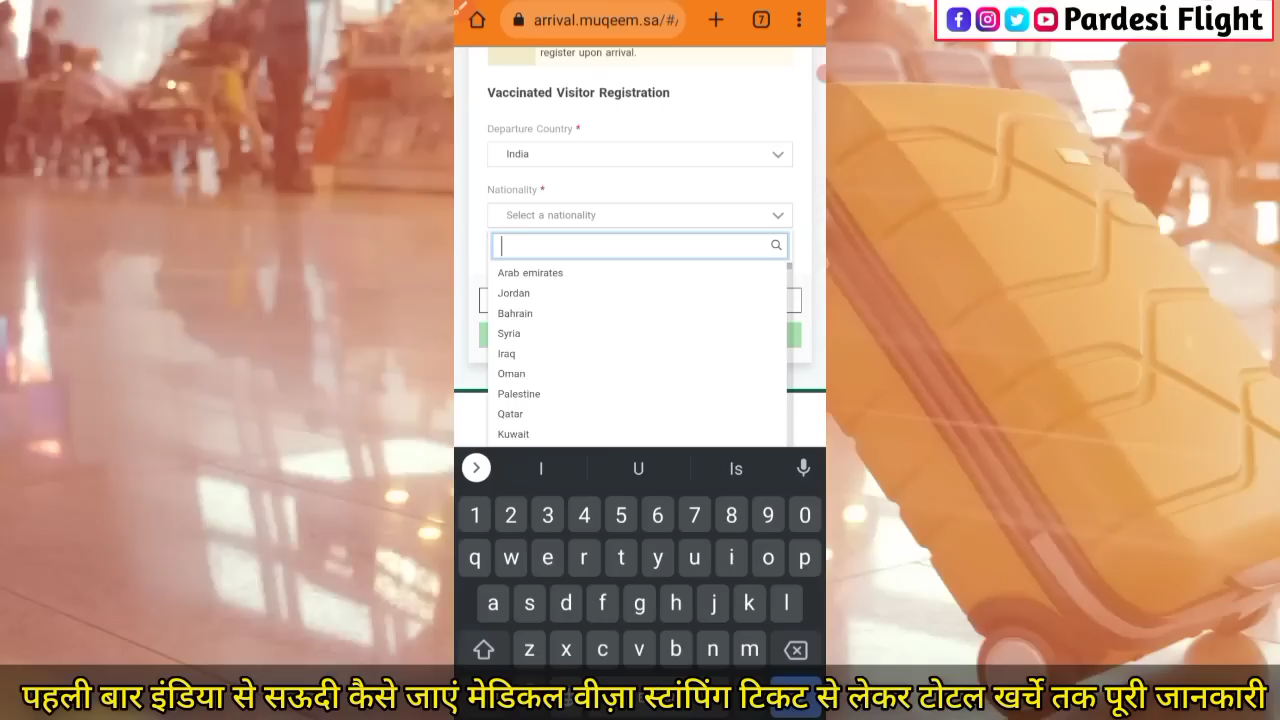 arrival.muqeem.sa/#/
7
Pardesi Flight
register upon arrival.
Vaccinated Visitor Registration
Departure Country *
India
Nationality *
Select a nationality
Arab emirates
Jordan
Bahrain
Syria
Iraq
Oman
Palestine
Qatar
Kuwait
I U Is
1 2 3 4 5 6 7 8 9 0
q w e r t y u i o p
a s d f g h j k l
z x c v b n m
पहली बार इंडिया से सऊदी कैसे जाएं मेडिकल वीज़ा स्टांपिंग टिकट से लेकर टोटल खर्चे तक पूरी जानकारी